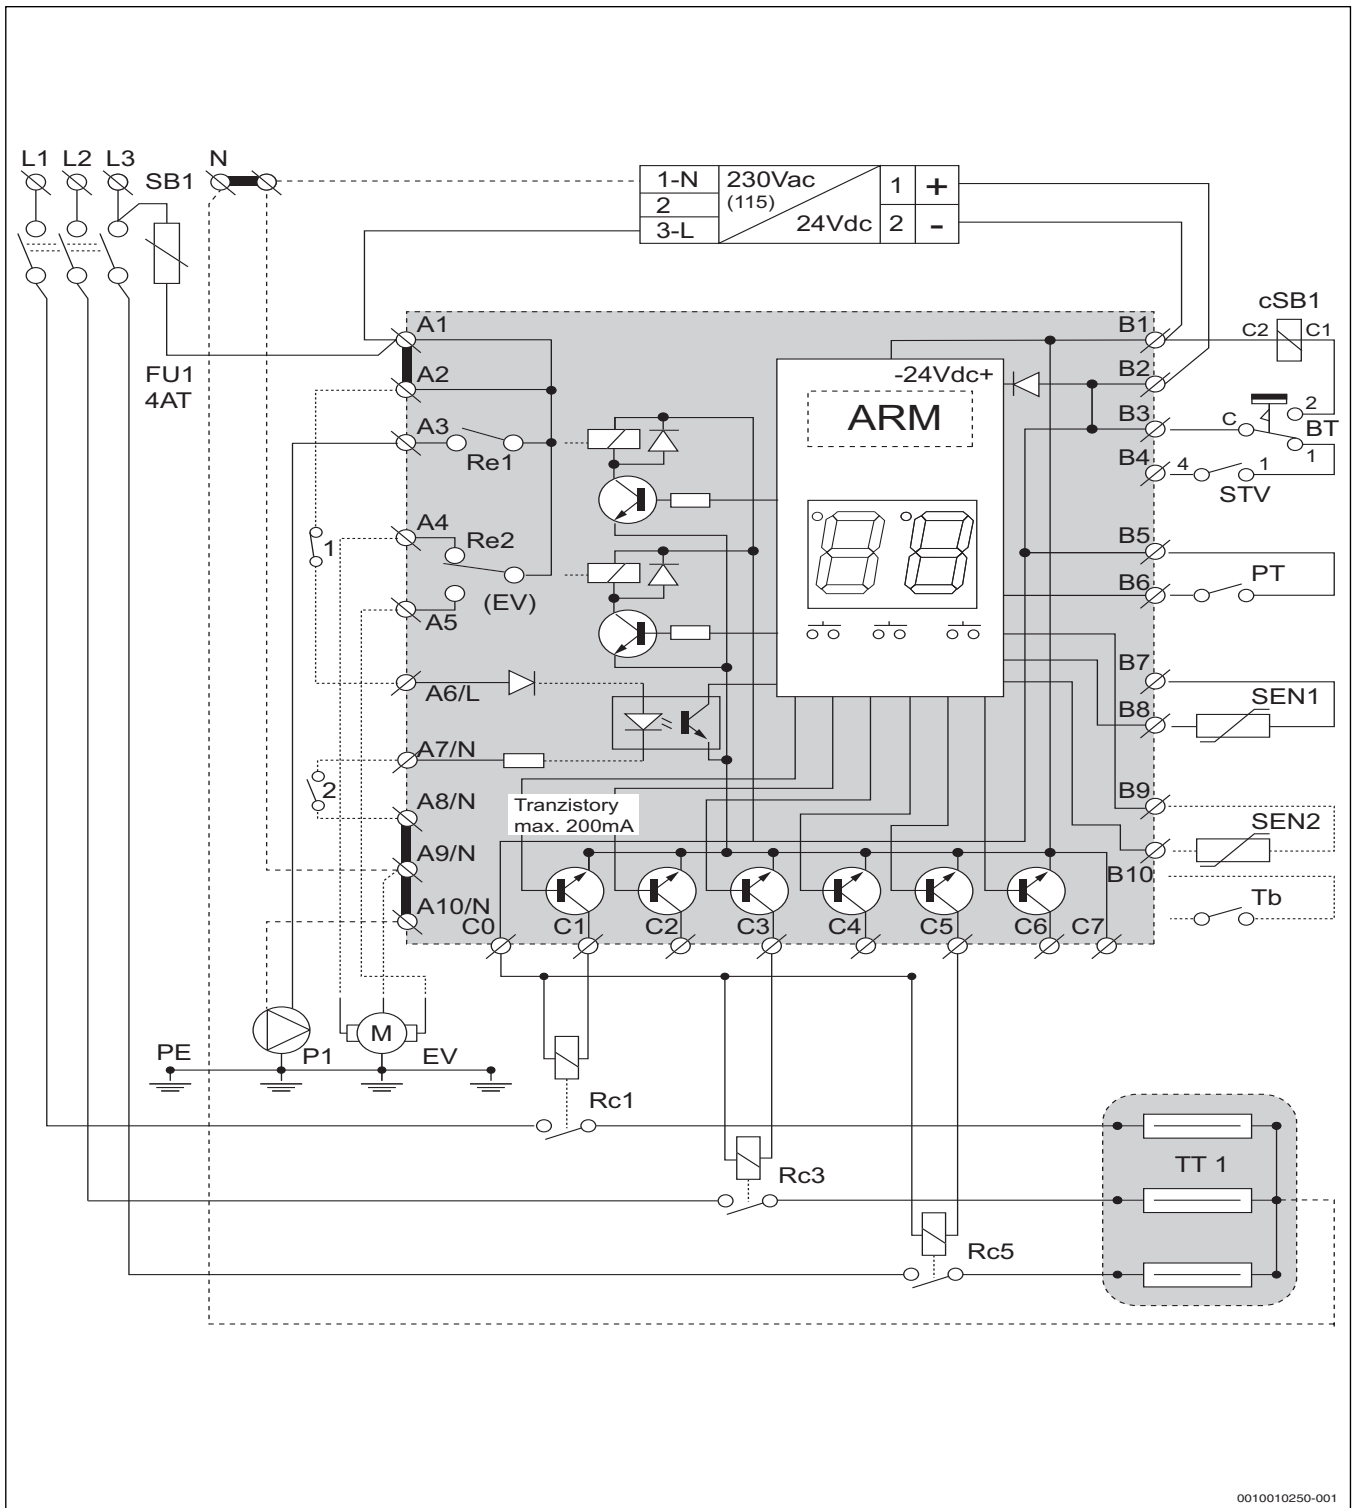 L1 L2 L3 SB1 N
1-N 230Vac 1 +
2 (115)
3-L 24Vdc 2 -
cSB1
C2 C1
FU1
4AT
A1
A2
A3
Re1
A4
Re2
(EV)
A5
1
A6/L
A7/N
2
A8/N
A9/N
A10/N
-24Vdc+
ARM
88
B1
B2
B3
B4
C 2
BT
1
4 1
STV
B5
B6
PT
B7
B8
SEN1
B9
SEN2
B10
Tb
Tranzistory
max. 200mA
C0 C1 C2 C3 C4 C5 C6 C7
PE P1 M EV
Rc1
Rc3
Rc5
TT 1
0010010250-001